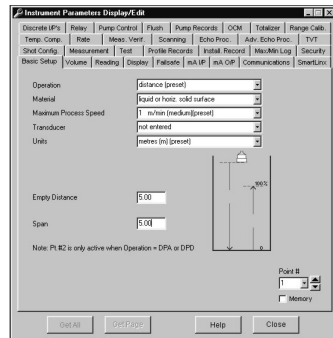 Instrument Parameters Display/Edit
Discrete I/P's Relay Pump Control Flush Pump Records OCM Totalizer Range Calib.
Temp. Comp. Rate Meas. Verif. Scanning Echo Proc. Adv. Echo Proc. TVT
Shot Config. Measurement Test Profile Records Install. Record Max/Min Log Security
Basic Setup Volume Reading Display Failsafe mA I/P mA O/P Communications SmartLinx
Operation distance (preset)
Material liquid or horiz. solid surface
Maximum Process Speed 1 m/min (medium)(preset)
Transducer not entered
Units metres (m) (preset)
100%
Empty Distance 5.00
Span 5.00
0
Note: Pt.#2 is only active when Operation = DPA or DPD
Point #
1
Memory
Get All Get Page Help Close